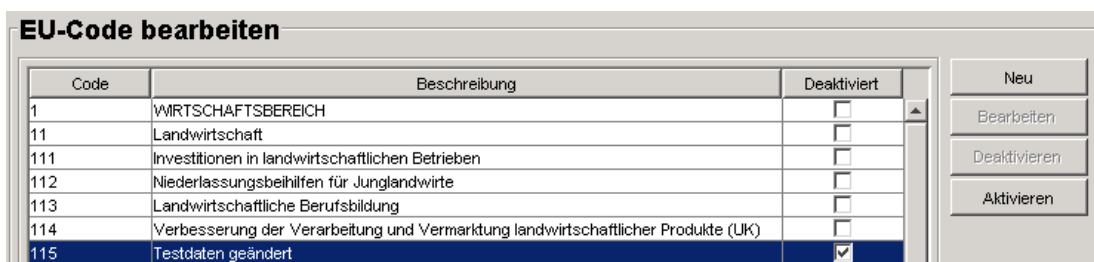 EU-Code bearbeiten
Code Beschreibung Deaktiviert
1 WIRTSCHAFTSBEREICH
11 Landwirtschaft
111 Investitionen in landwirtschaftlichen Betrieben
112 Niederlassungsbeihilfen für Junglandwirte
113 Landwirtschaftliche Berufsbildung
114 Verbesserung der Verarbeitung und Vermarktung landwirtschaftlicher Produkte (UK)
115 Testdaten geändert
Neu
Bearbeiten
Deaktivieren
Aktivieren